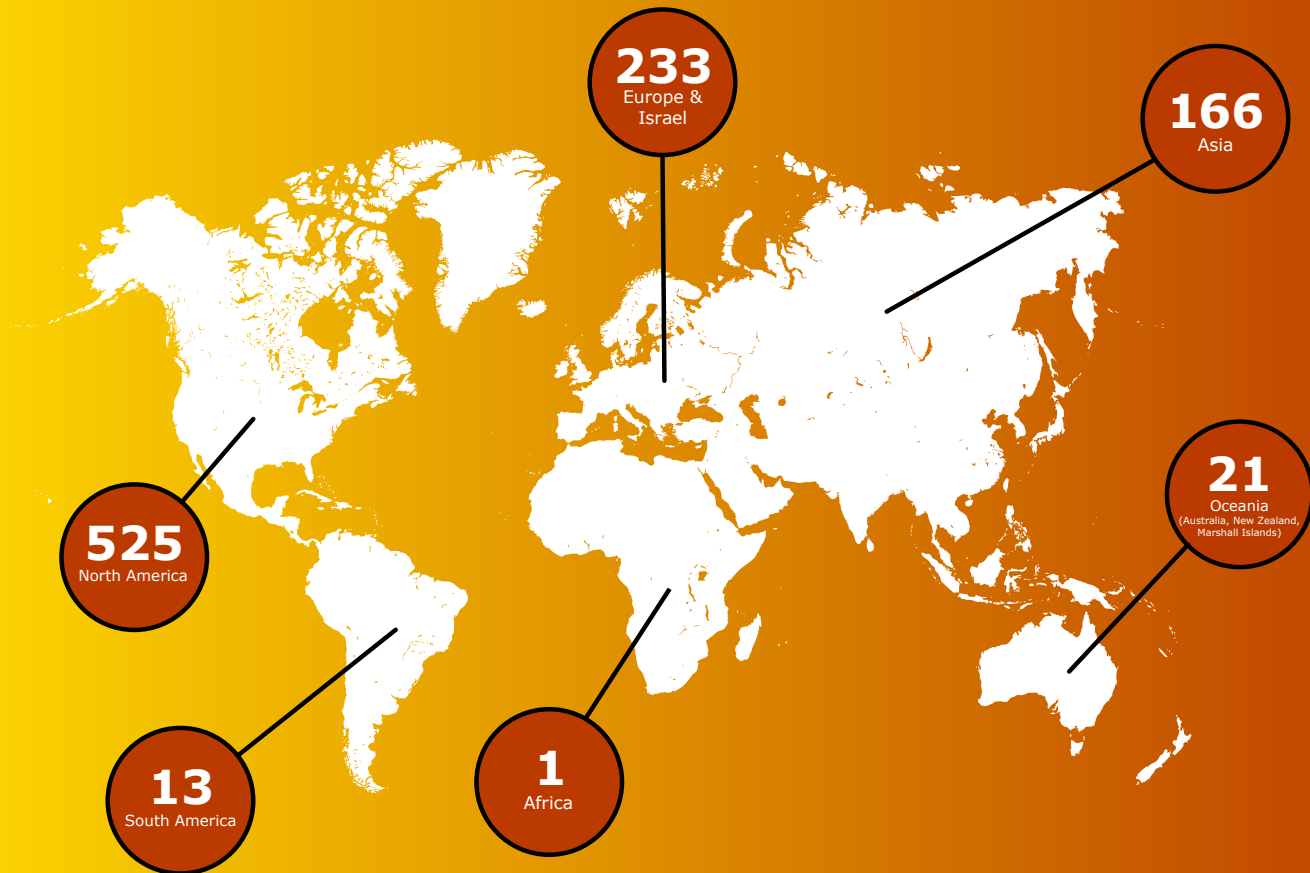 233
Europe &
Israel
166
Asia
525
North America
21
Oceania
(Australia, New Zealand,
Marshall Islands)
13
South America
1
Africa